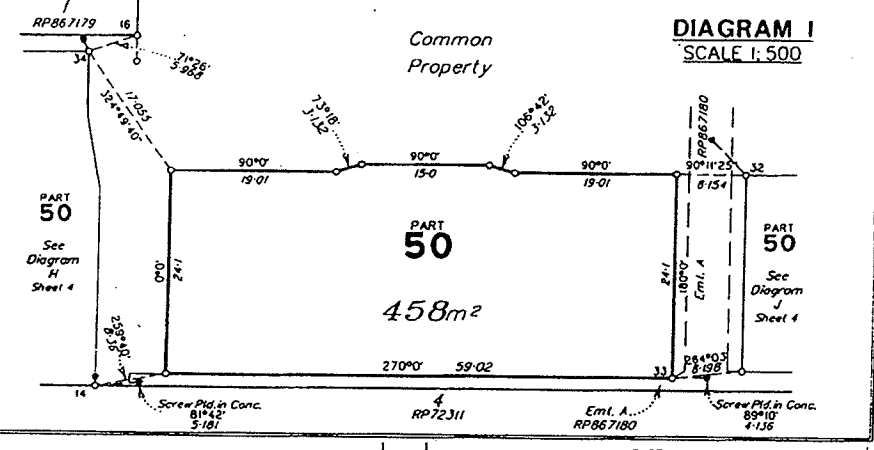 RP867179
16
34
71°26'
5·968
17·055
324°49'40"
Common
Property
DIAGRAM I
SCALE 1:500
73°18'
3·132
106°42'
3·132
RP867180
90°0'
19·01
90°0'
15·0
90°0'
19·01
90°11'25
8·154
32
PART
50
See
Diagram
H
Sheet 4
0°0'
24·1
PART
50
458m²
24·1
180°0'
Emt. A
PART
50
See
Diagram
J
Sheet 4
259°40'
8·36
270°0' 59·02
33
264°03'
8·198
14
Screw Pld. in Conc.
81°42'
5·181
4
RP72311
Emt. A
RP867180
Screw Pld. in Conc.
89°10'
4·136